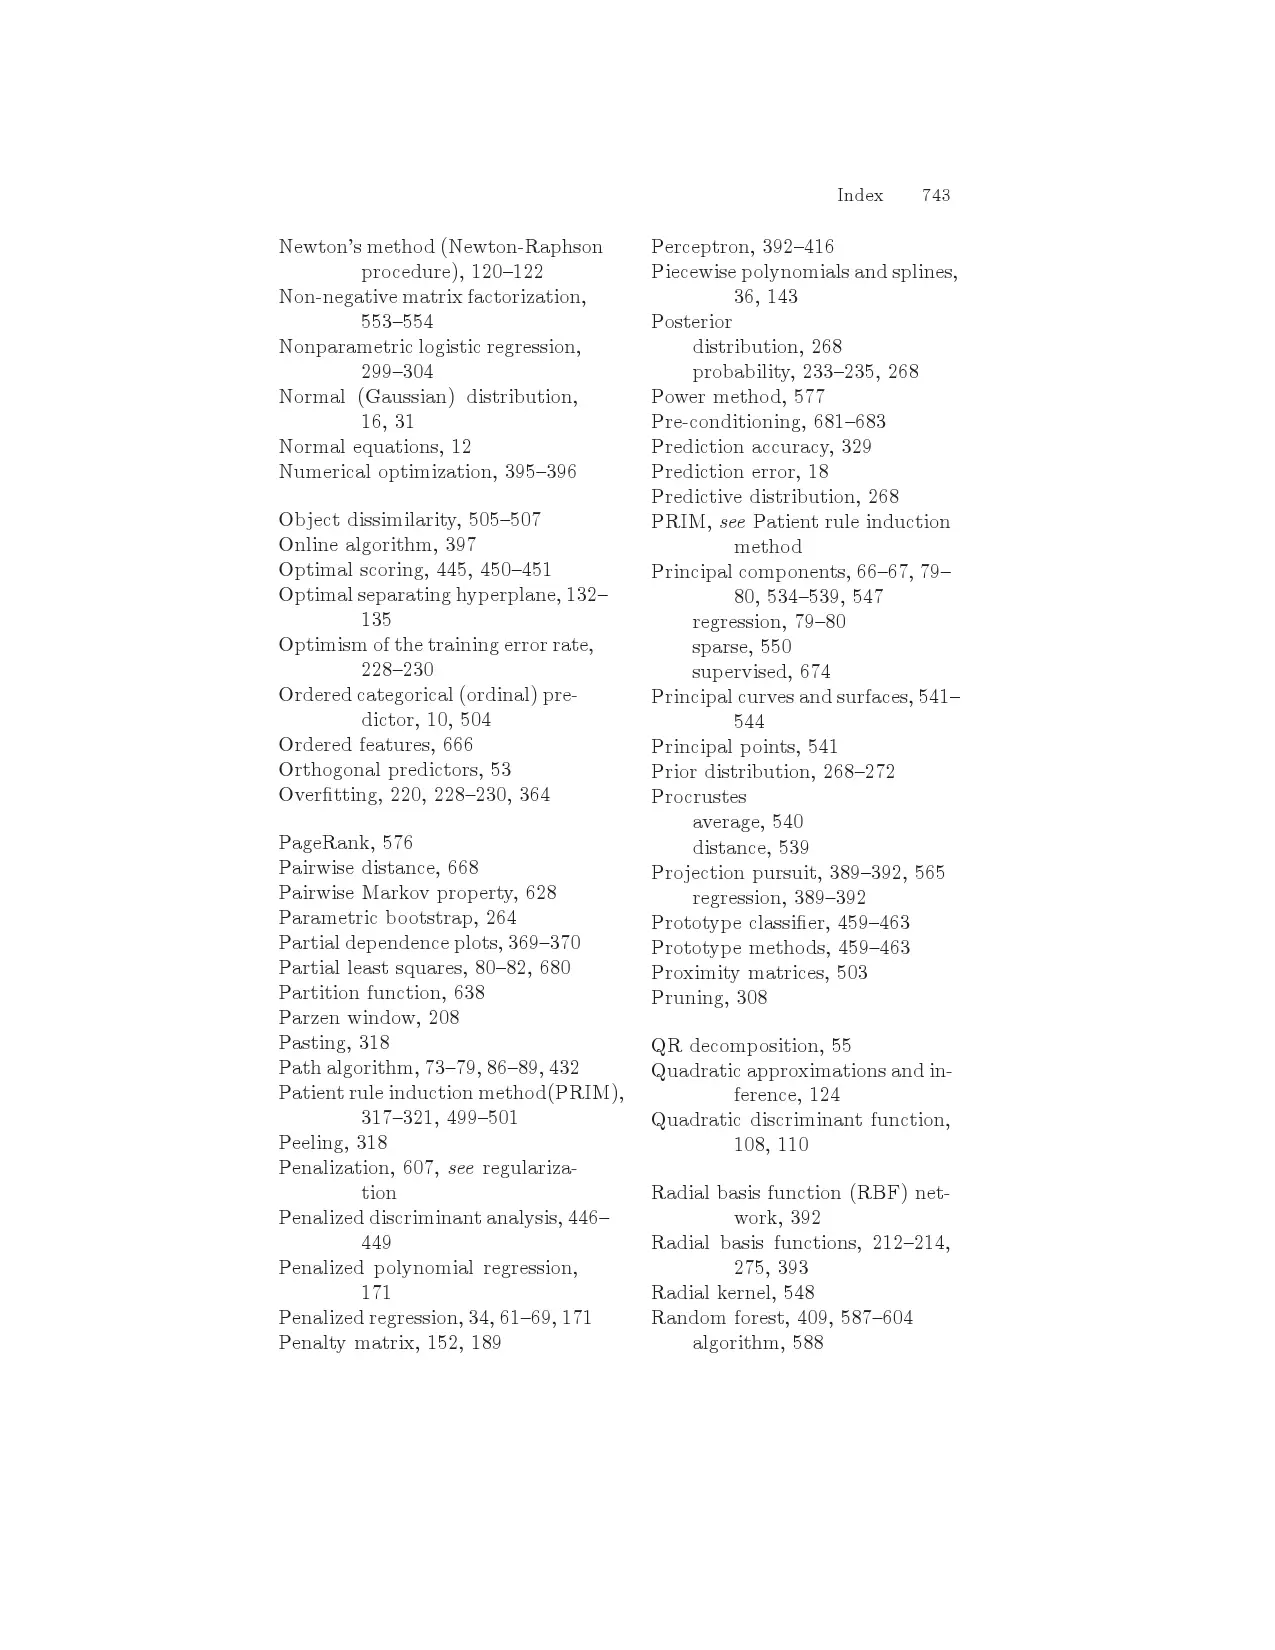 Index 743
Newton's method (Newton-Raphson
procedure), 120–122
Non-negative matrix factorization,
553–554
Nonparametric logistic regression,
299–304
Normal (Gaussian) distribution,
16, 31
Normal equations, 12
Numerical optimization, 395–396
Object dissimilarity, 505–507
Online algorithm, 397
Optimal scoring, 445, 450–451
Optimal separating hyperplane, 132–
135
Optimism of the training error rate,
228–230
Ordered categorical (ordinal) pre-
dictor, 10, 504
Ordered features, 666
Orthogonal predictors, 53
Overfitting, 220, 228–230, 364
PageRank, 576
Pairwise distance, 668
Pairwise Markov property, 628
Parametric bootstrap, 264
Partial dependence plots, 369–370
Partial least squares, 80–82, 680
Partition function, 638
Parzen window, 208
Pasting, 318
Path algorithm, 73–79, 86–89, 432
Patient rule induction method(PRIM),
317–321, 499–501
Peeling, 318
Penalization, 607, see regulariza-
tion
Penalized discriminant analysis, 446–
449
Penalized polynomial regression,
171
Penalized regression, 34, 61–69, 171
Penalty matrix, 152, 189
Perceptron, 392–416
Piecewise polynomials and splines,
36, 143
Posterior
distribution, 268
probability, 233–235, 268
Power method, 577
Pre-conditioning, 681–683
Prediction accuracy, 329
Prediction error, 18
Predictive distribution, 268
PRIM, see Patient rule induction
method
Principal components, 66–67, 79–
80, 534–539, 547
regression, 79–80
sparse, 550
supervised, 674
Principal curves and surfaces, 541–
544
Principal points, 541
Prior distribution, 268–272
Procrustes
average, 540
distance, 539
Projection pursuit, 389–392, 565
regression, 389–392
Prototype classifier, 459–463
Prototype methods, 459–463
Proximity matrices, 503
Pruning, 308
QR decomposition, 55
Quadratic approximations and in-
ference, 124
Quadratic discriminant function,
108, 110
Radial basis function (RBF) net-
work, 392
Radial basis functions, 212–214,
275, 393
Radial kernel, 548
Random forest, 409, 587–604
algorithm, 588